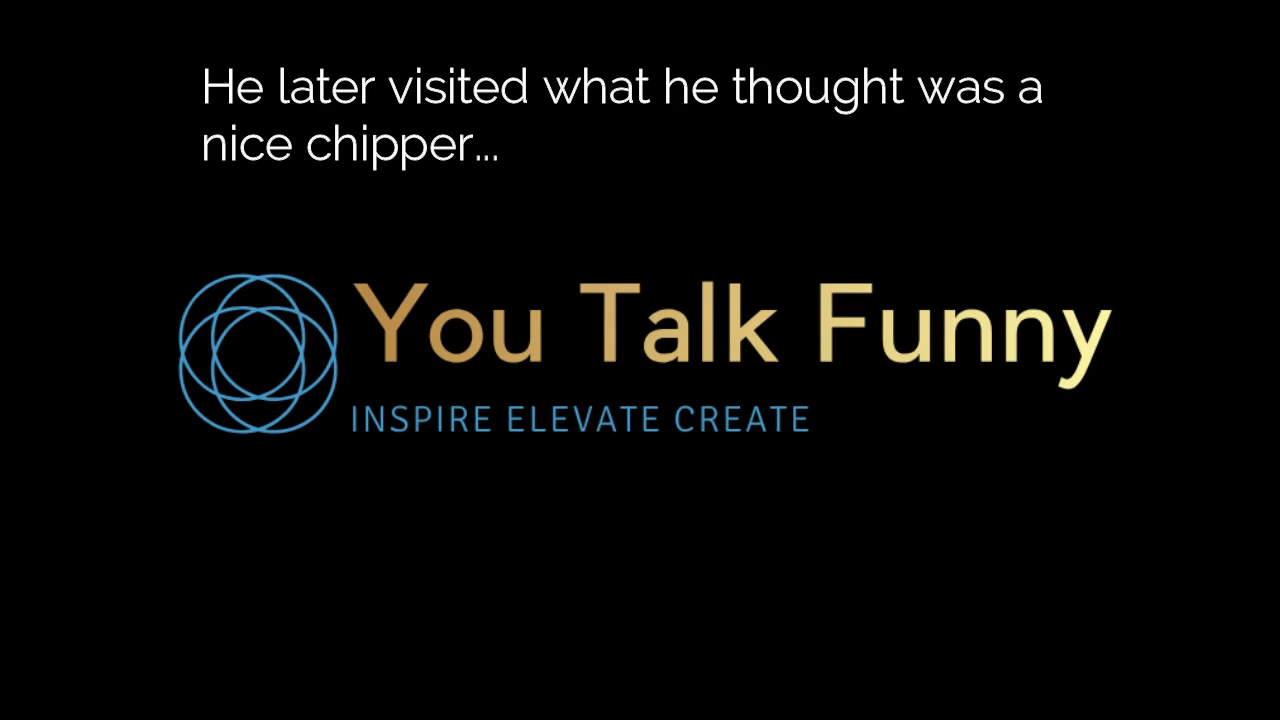 He later visited what he thought was a
nice chipper...
You Talk Funny
INSPIRE ELEVATE CREATE